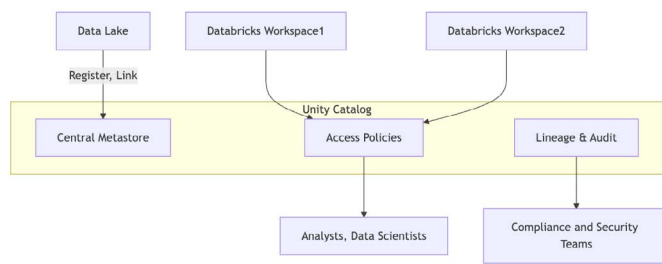 Data Lake
Databricks Workspace1
Databricks Workspace2
Register, Link
Unity Catalog
Central Metastore
Access Policies
Lineage & Audit
Analysts, Data Scientists
Compliance and Security
Teams